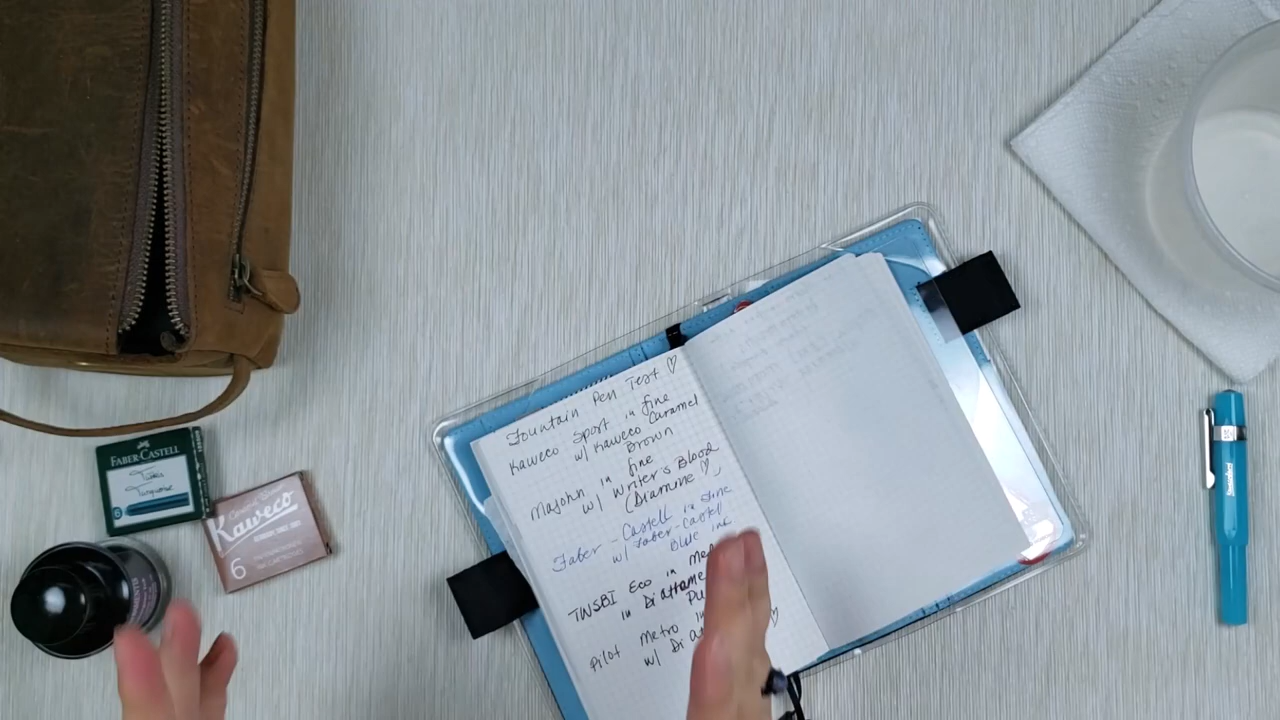 Fountain Pen Test ♡
Kaweco Sport in fine
w/ Kaweco Caramel
Brown
Majohn in fine
w/ Writer's Blood
(Diamine ♡
Faber-Castell in fine
w/ Faber-Castell
Blue ink
TWSBI Eco in
in
Pilot Metro
w/
FABER-CASTELL
Turquoise
6
Kaweco
6